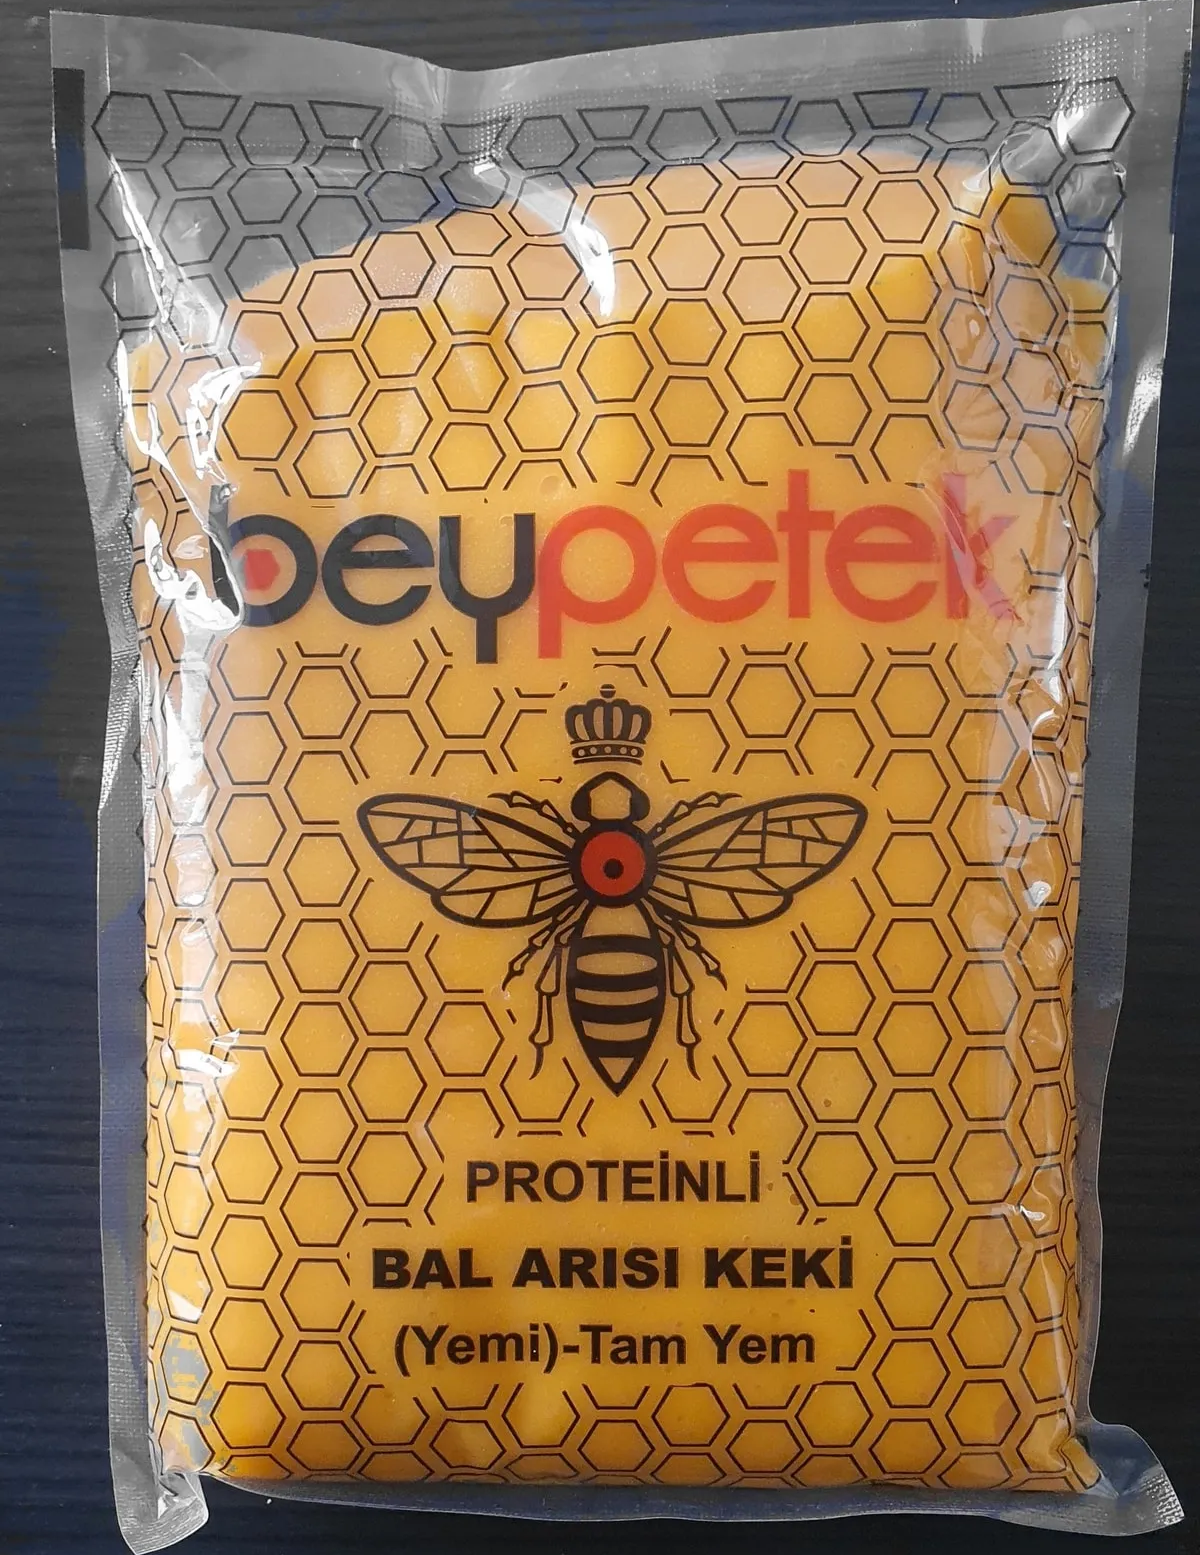 beypetek
PROTEİNLİ
BAL ARISI KEKİ
(Yemi)-Tam Yem